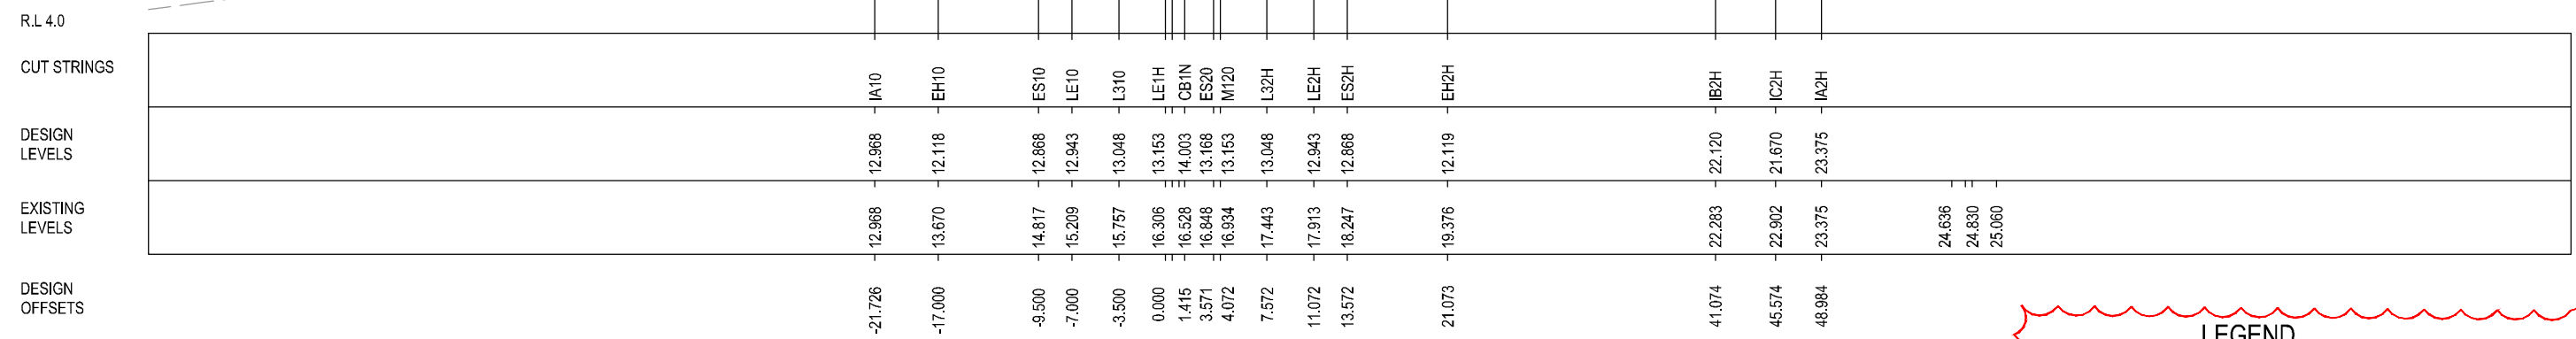 R.L 4.0
CUT STRINGS
IA10 EH10 ES10 LE10 L310 LE1H CB1N ES20 M120 L32H LE2H ES2H EH2H IB2H IC2H IA2H
DESIGN
LEVELS
12.968 12.118 12.868 12.943 13.048 13.153 14.003 13.168 13.153 13.048 12.943 12.868 12.119 22.120 21.670 23.375
EXISTING
LEVELS
12.968 13.670 14.817 15.209 15.757 16.306 16.528 16.848 16.934 17.443 17.913 18.247 19.376 22.283 22.902 23.375 24.636 24.830 25.060
DESIGN
OFFSETS
-21.726 -17.000 -9.500 -7.000 -3.500 0.000 1.415 3.571 4.072 7.572 11.072 13.572 21.073 41.074 45.574 48.984
LEGEND